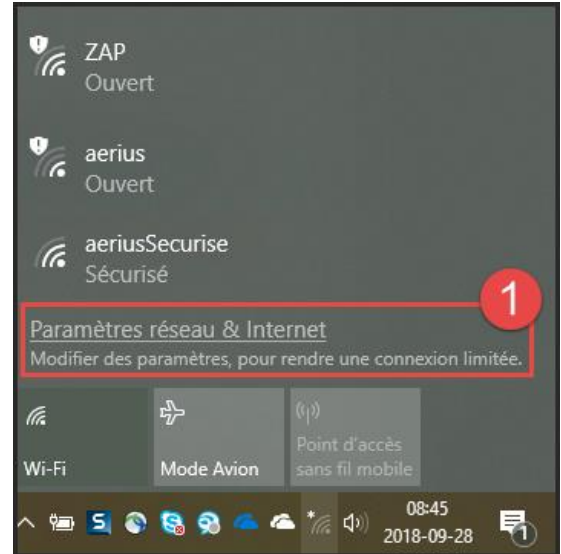 ZAP
Ouvert
aerius
Ouvert
aeriusSecurise
Sécurisé
1
Paramètres réseau & Internet
Modifier des paramètres, pour rendre une connexion limitée.
Wi-Fi
Mode Avion
Point d'accès
sans fil mobile
08:45
2018-09-28
1